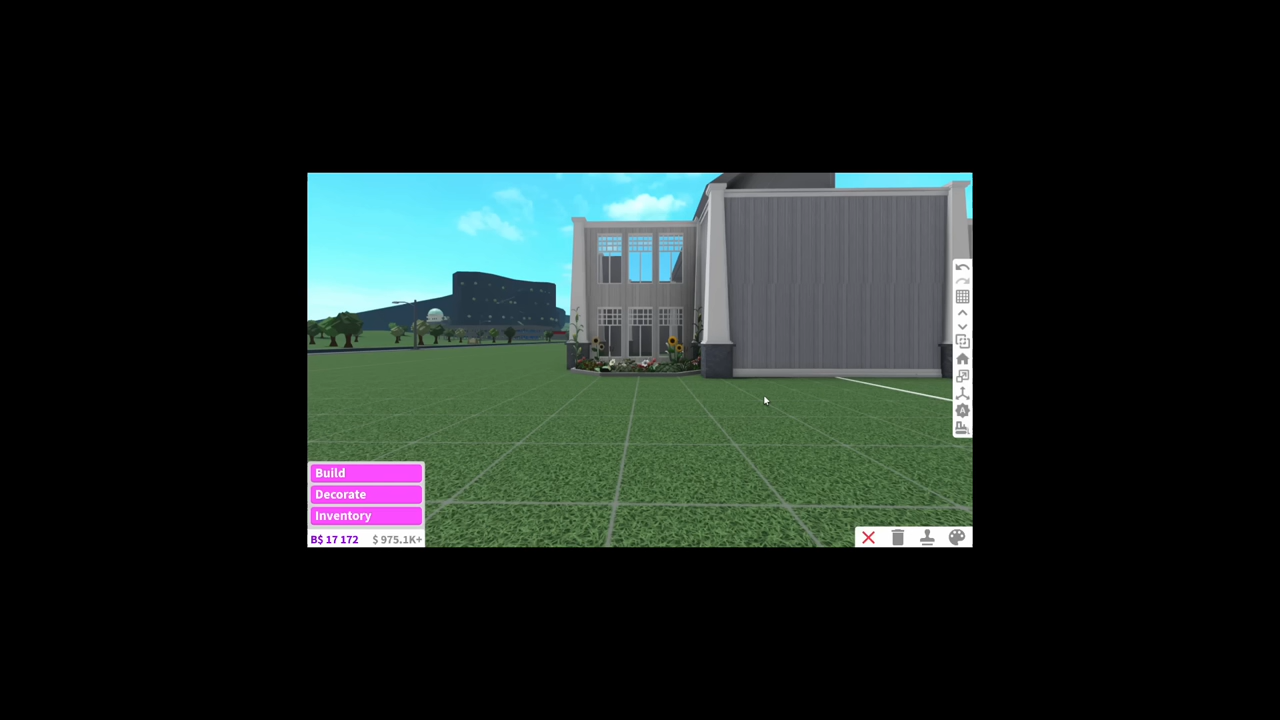 Build
Decorate
Inventory
B$ 17 172 $ 975.1K+